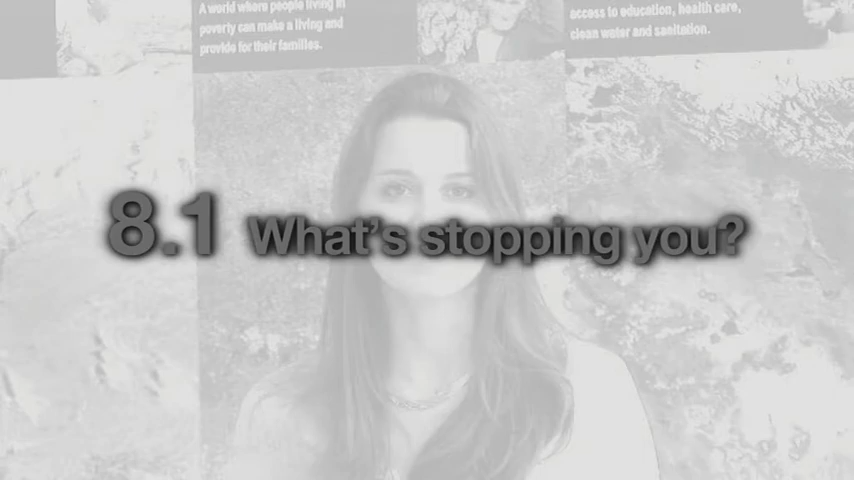 A world where people living in
poverty can make a living and
provide for their families.
access to education, health care,
clean water and sanitation.
8.1 What's stopping you?